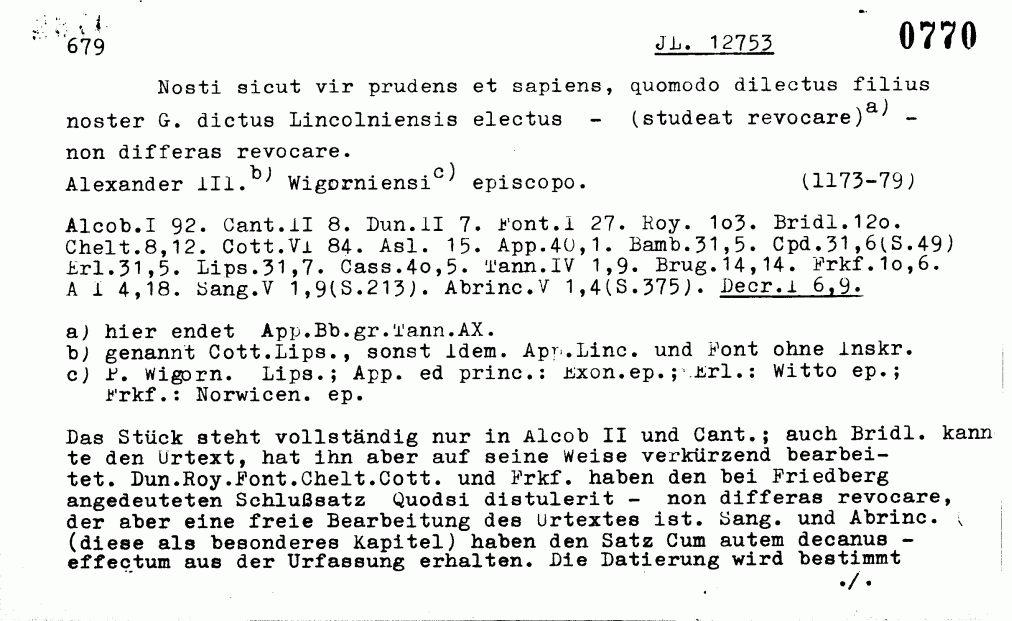 679 JL. 12753 0770
Nosti sicut vir prudens et sapiens, quomodo dilectus filius
noster G. dictus Lincolniensis electus - (studeat revocare)a) -
non differas revocare.
Alexander III.b) Wigorniensi c) episcopo. (1173-79)
Alcob.I 92. Cant.II 8. Dun.II 7. Font.I 27. Roy. 1o3. Bridl.12o.
Chelt.8,12. Cott.VI 84. Asl. 15. App.40,1. Bamb.31,5. Cpd.31,6(S.49)
Erl.31,5. Lips.31,7. Cass.4o,5. Tann.IV 1,9. Brug.14,14. Frkf.1o,6.
A I 4,18. Sang.V 1,9(S.213). Abrinc.V 1,4(S.375). Decr.I 6,9.
a) hier endet App.Bb.gr.Tann.AX.
b) genannt Cott.Lips., sonst Idem. App.Linc. und Font ohne Inskr.
c) P. Wigorn. Lips.; App. ed princ.: Exon.ep.; Erl.: Witto ep.;
Frkf.: Norwicen. ep.
Das Stück steht vollständig nur in Alcob II und Cant.; auch Bridl. kann
te den Urtext, hat ihn aber auf seine Weise verkürzend bearbei-
tet. Dun.Roy.Font.Chelt.Cott. und Frkf. haben den bei Friedberg
angedeuteten Schlußsatz Quodsi distulerit - non differas revocare,
der aber eine freie Bearbeitung des Urtextes ist. Sang. und Abrinc.
(diese als besonderes Kapitel) haben den Satz Cum autem decanus -
effectum aus der Urfassung erhalten. Die Datierung wird bestimmt
./.